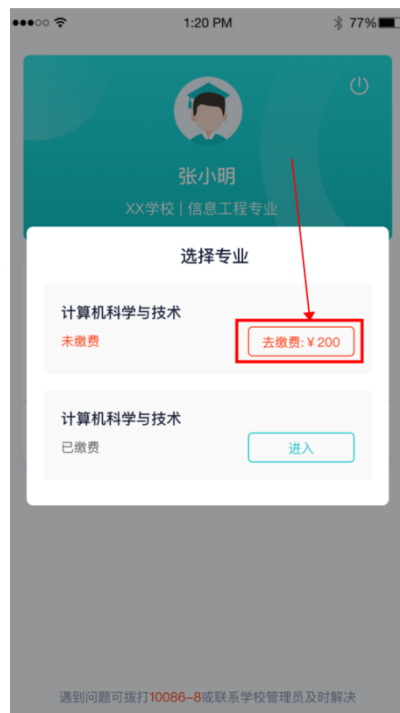 1:20 PM
77%
张小明
XX学校 | 信息工程专业
选择专业
计算机科学与技术
未缴费
去缴费:¥200
计算机科学与技术
已缴费
进入
遇到问题可拨打10086-8或联系学校管理员及时解决